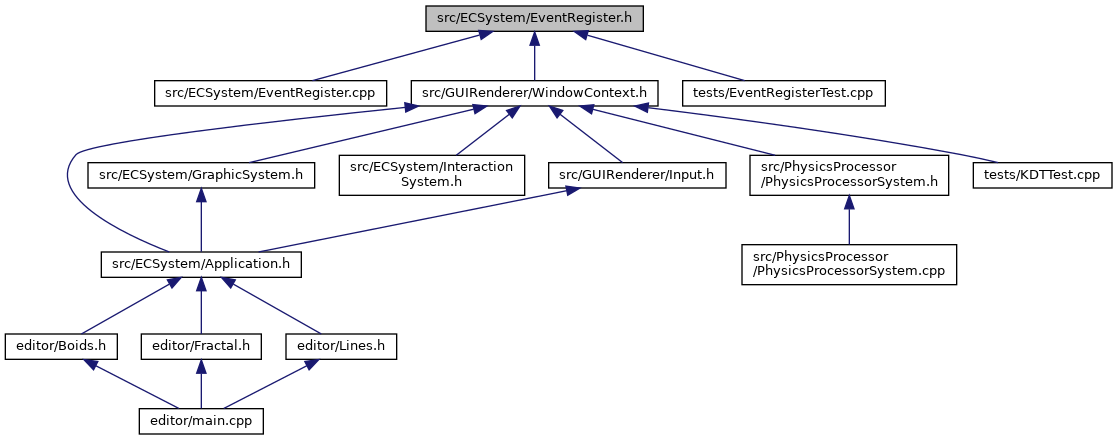 src/ECSystem/EventRegister.h
src/ECSystem/EventRegister.cpp
src/GUIRenderer/WindowContext.h
tests/EventRegisterTest.cpp
src/ECSystem/GraphicSystem.h
src/ECSystem/Interaction
System.h
src/GUIRenderer/Input.h
src/PhysicsProcessor
/PhysicsProcessorSystem.h
tests/KDTTest.cpp
src/ECSystem/Application.h
src/PhysicsProcessor
/PhysicsProcessorSystem.cpp
editor/Boids.h
editor/Fractal.h
editor/Lines.h
editor/main.cpp